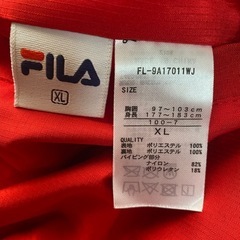 FILA
XL
FL-9A17011WJ
SIZE
胸囲 97～103cm
身長 177～183cm
100-7
XL
QUALITY
表地 ポリエステル 100%
裏地 ポリエステル 100%
パイピング部分
ナイロン 82%
ポリウレタン 18%